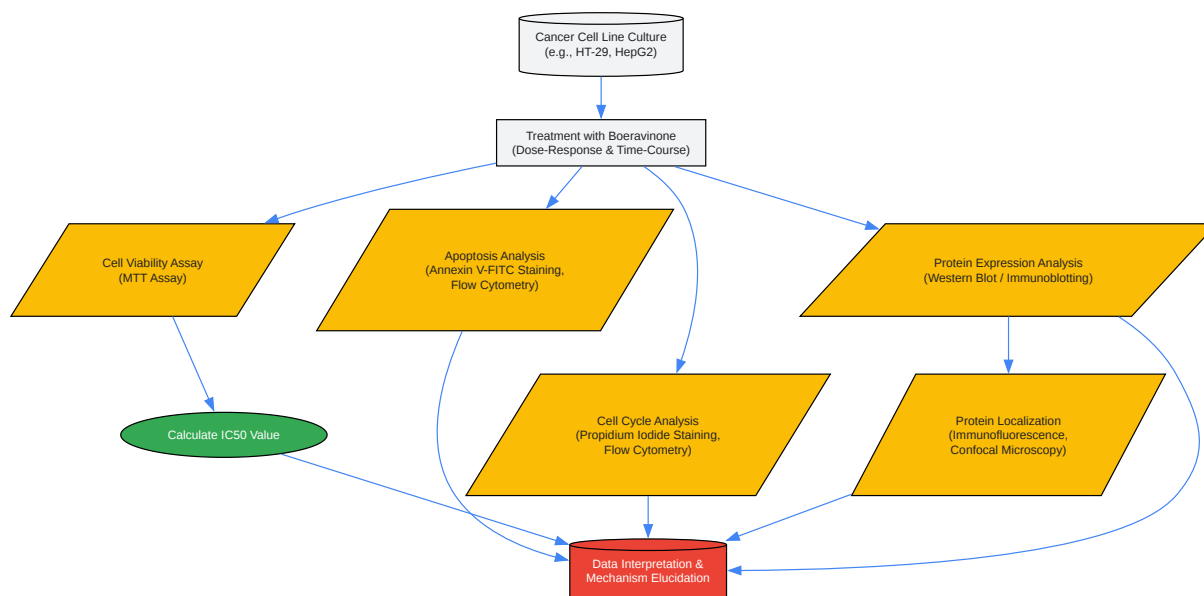 Cancer Cell Line Culture
(e.g., HT-29, HepG2)
Treatment with Boeravinone
(Dose-Response & Time-Course)
Cell Viability Assay
(MTT Assay)
Apoptosis Analysis
(Annexin V-FITC Staining,
Flow Cytometry)
Protein Expression Analysis
(Western Blot / Immunoblotting)
Calculate IC50 Value
Cell Cycle Analysis
(Propidium Iodide Staining,
Flow Cytometry)
Protein Localization
(Immunofluorescence,
Confocal Microscopy)
Data Interpretation &
Mechanism Elucidation